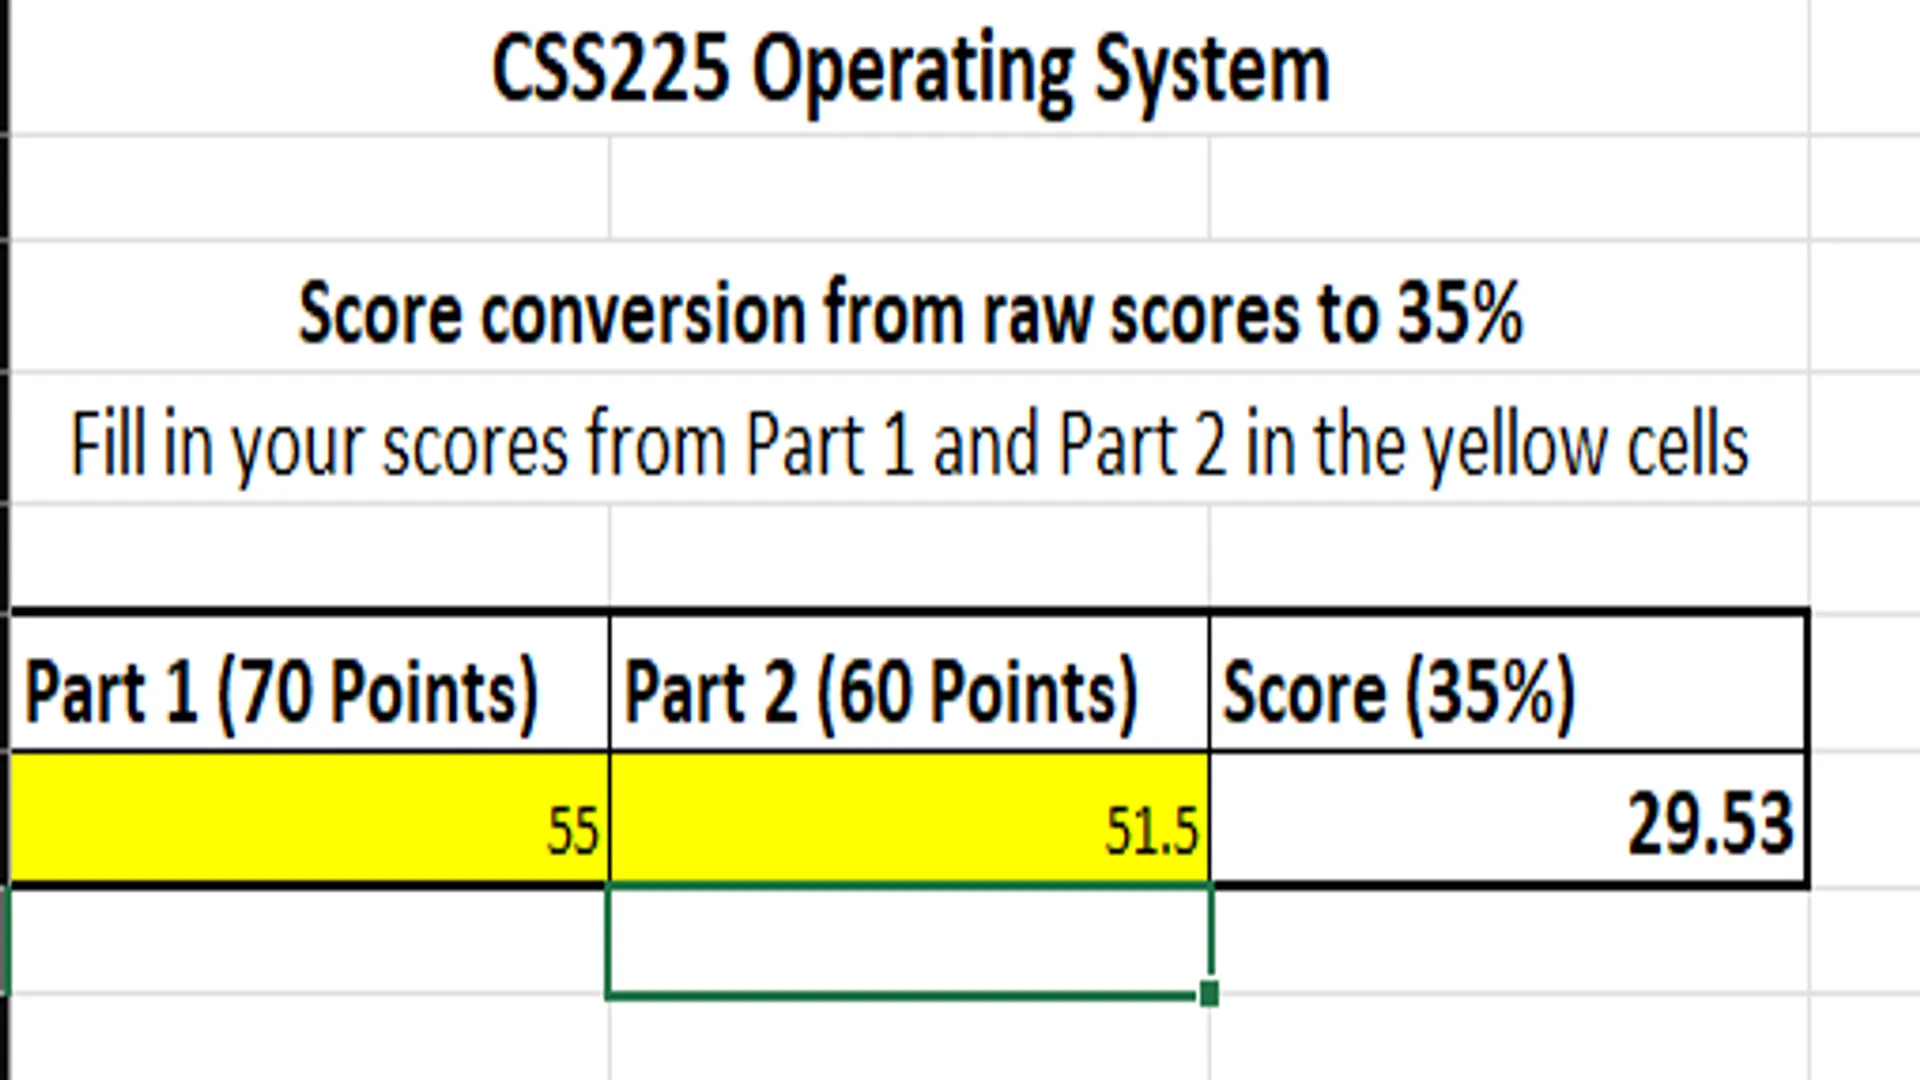 CSS225 Operating System
Score conversion from raw scores to 35%
Fill in your scores from Part 1 and Part 2 in the yellow cells
Part 1 (70 Points) Part 2 (60 Points) Score (35%)
55 51.5 29.53